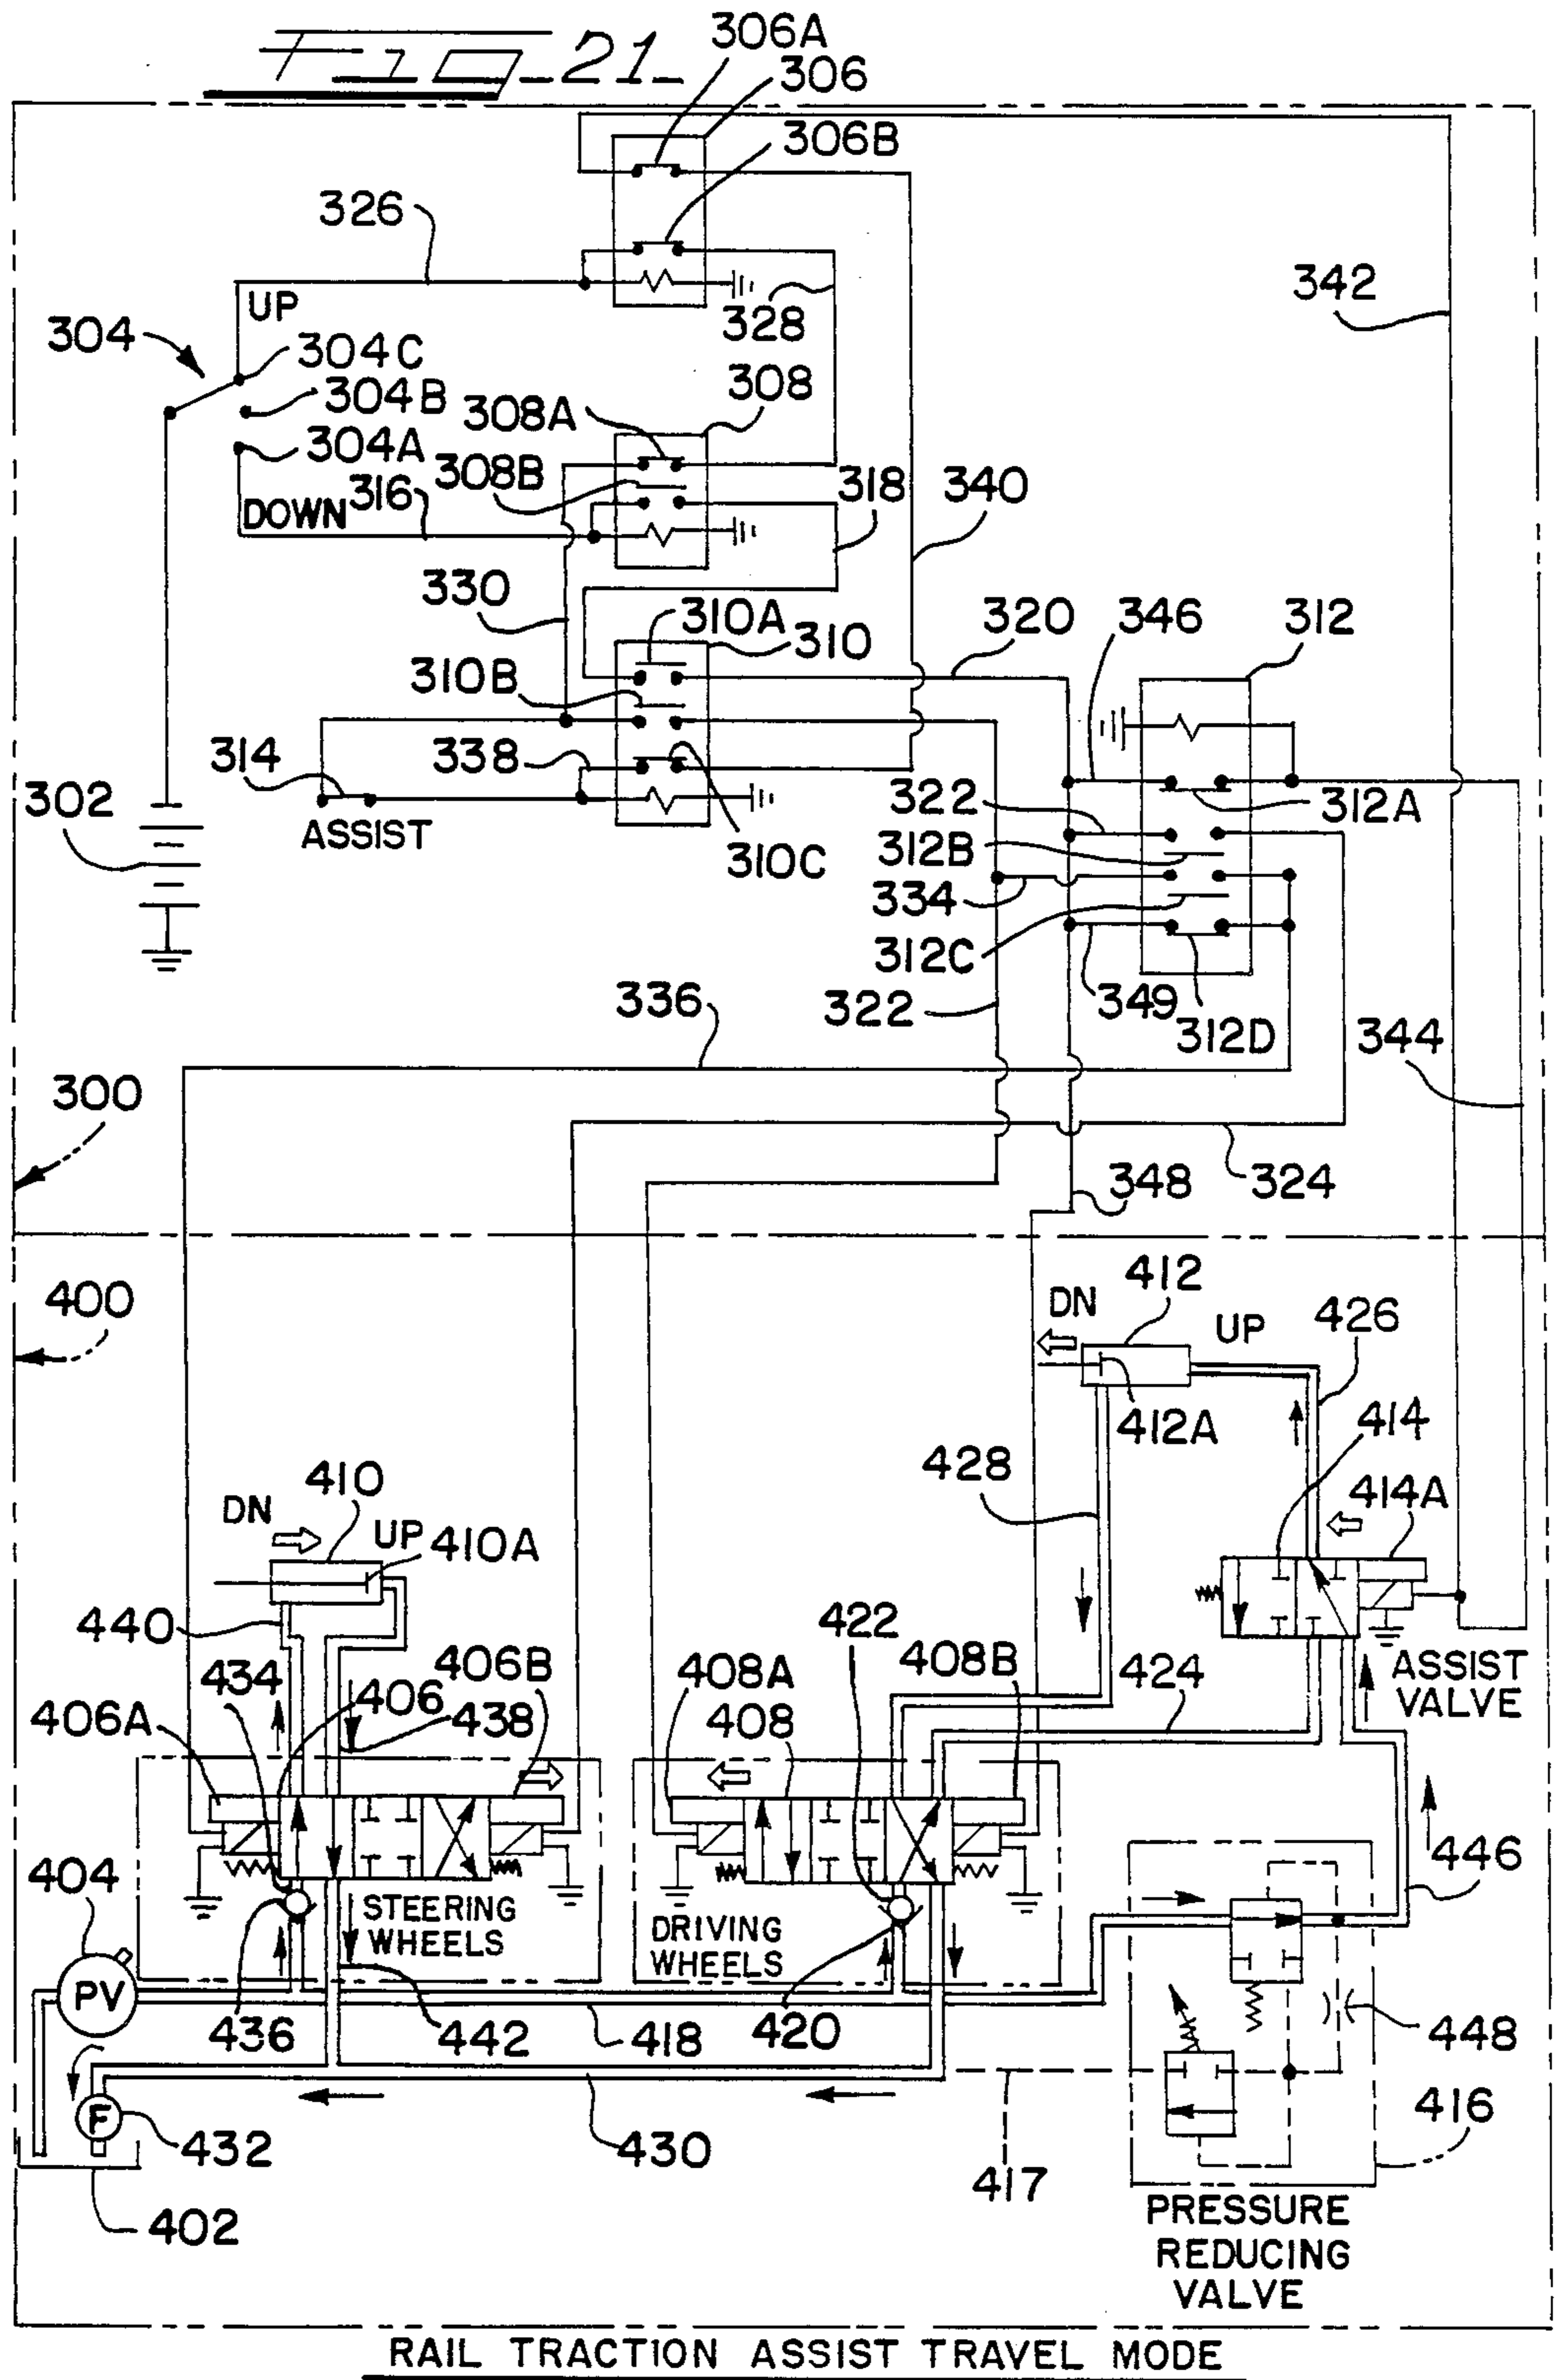 FIG-21-
306A
306
306B
326
342
UP
328
304
304C
308
304B
308A
304A
308B
316
318
340
DOWN
330
310A
310
320
346
312
310B
314
338
322
312A
302
ASSIST
310C
312B
334
312C
336
322
349
312D
344
300
348
324
400
412
DN
UP
426
412A
414
428
410
414A
DN
UP
410A
440
422
ASSIST
VALVE
434
406
406B
408A
408B
424
406A
438
408
404
STEERING
WHEELS
DRIVING
WHEELS
446
PV
436
442
418
420
448
F
432
430
417
416
402
PRESSURE
REDUCING
VALVE
RAIL TRACTION ASSIST TRAVEL MODE